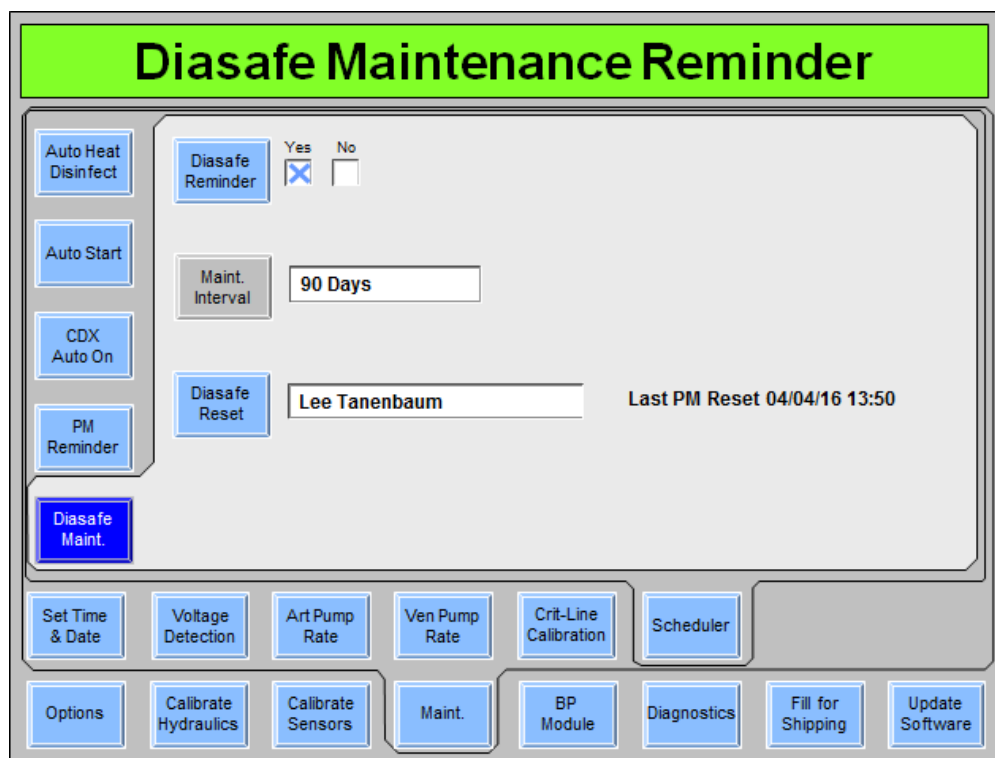 Diasafe Maintenance Reminder
Auto Heat
Disinfect
Diasafe
Reminder
Yes No
Auto Start
Maint.
Interval
90 Days
CDX
Auto On
Diasafe
Reset
Lee Tanenbaum
Last PM Reset 04/04/16 13:50
PM
Reminder
Diasafe
Maint.
Set Time
& Date
Voltage
Detection
Art Pump
Rate
Ven Pump
Rate
Crit-Line
Calibration
Scheduler
Options
Calibrate
Hydraulics
Calibrate
Sensors
Maint.
BP
Module
Diagnostics
Fill for
Shipping
Update
Software